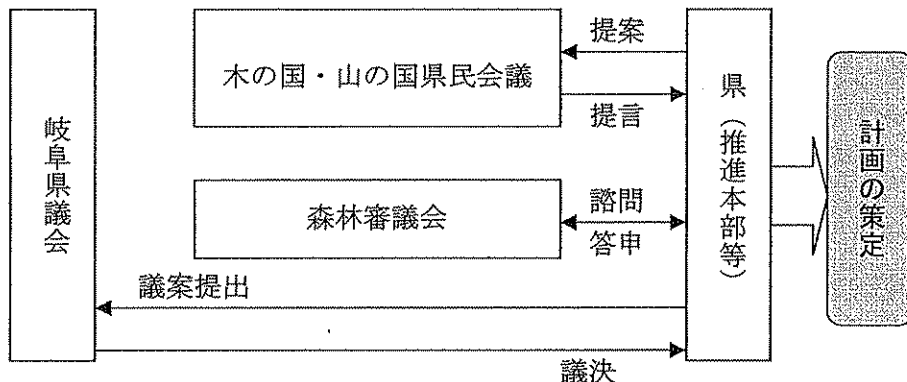 提案
木の国・山の国県民会議
提言
岐阜県議会
森林審議会
諮問
答申
議案提出
議決
県（推進本部等）
計画の策定